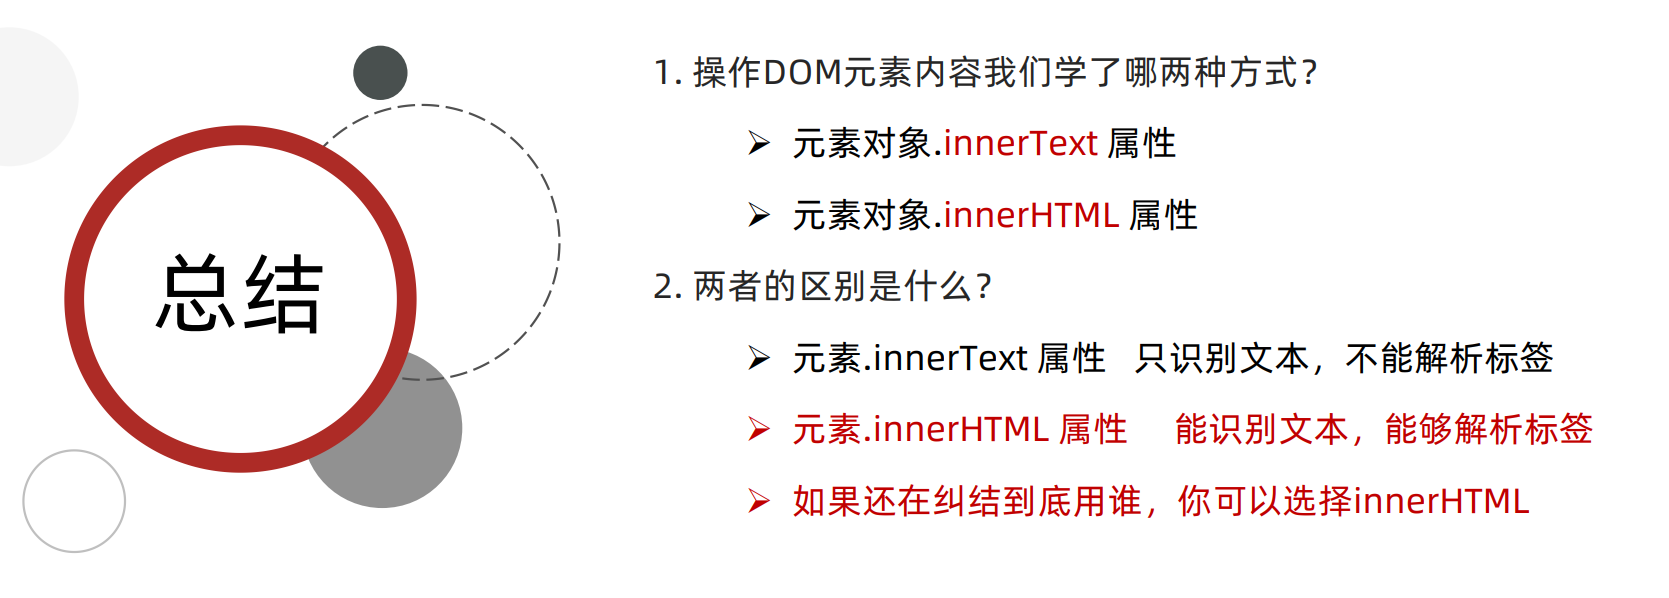 总结
1. 操作DOM元素内容我们学了哪两种方式?
➢ 元素对象.innerText 属性
➢ 元素对象.innerHTML 属性
2. 两者的区别是什么?
➢ 元素.innerText 属性 只识别文本，不能解析标签
➢ 元素.innerHTML 属性 能识别文本，能够解析标签
➢ 如果还在纠结到底用谁，你可以选择innerHTML